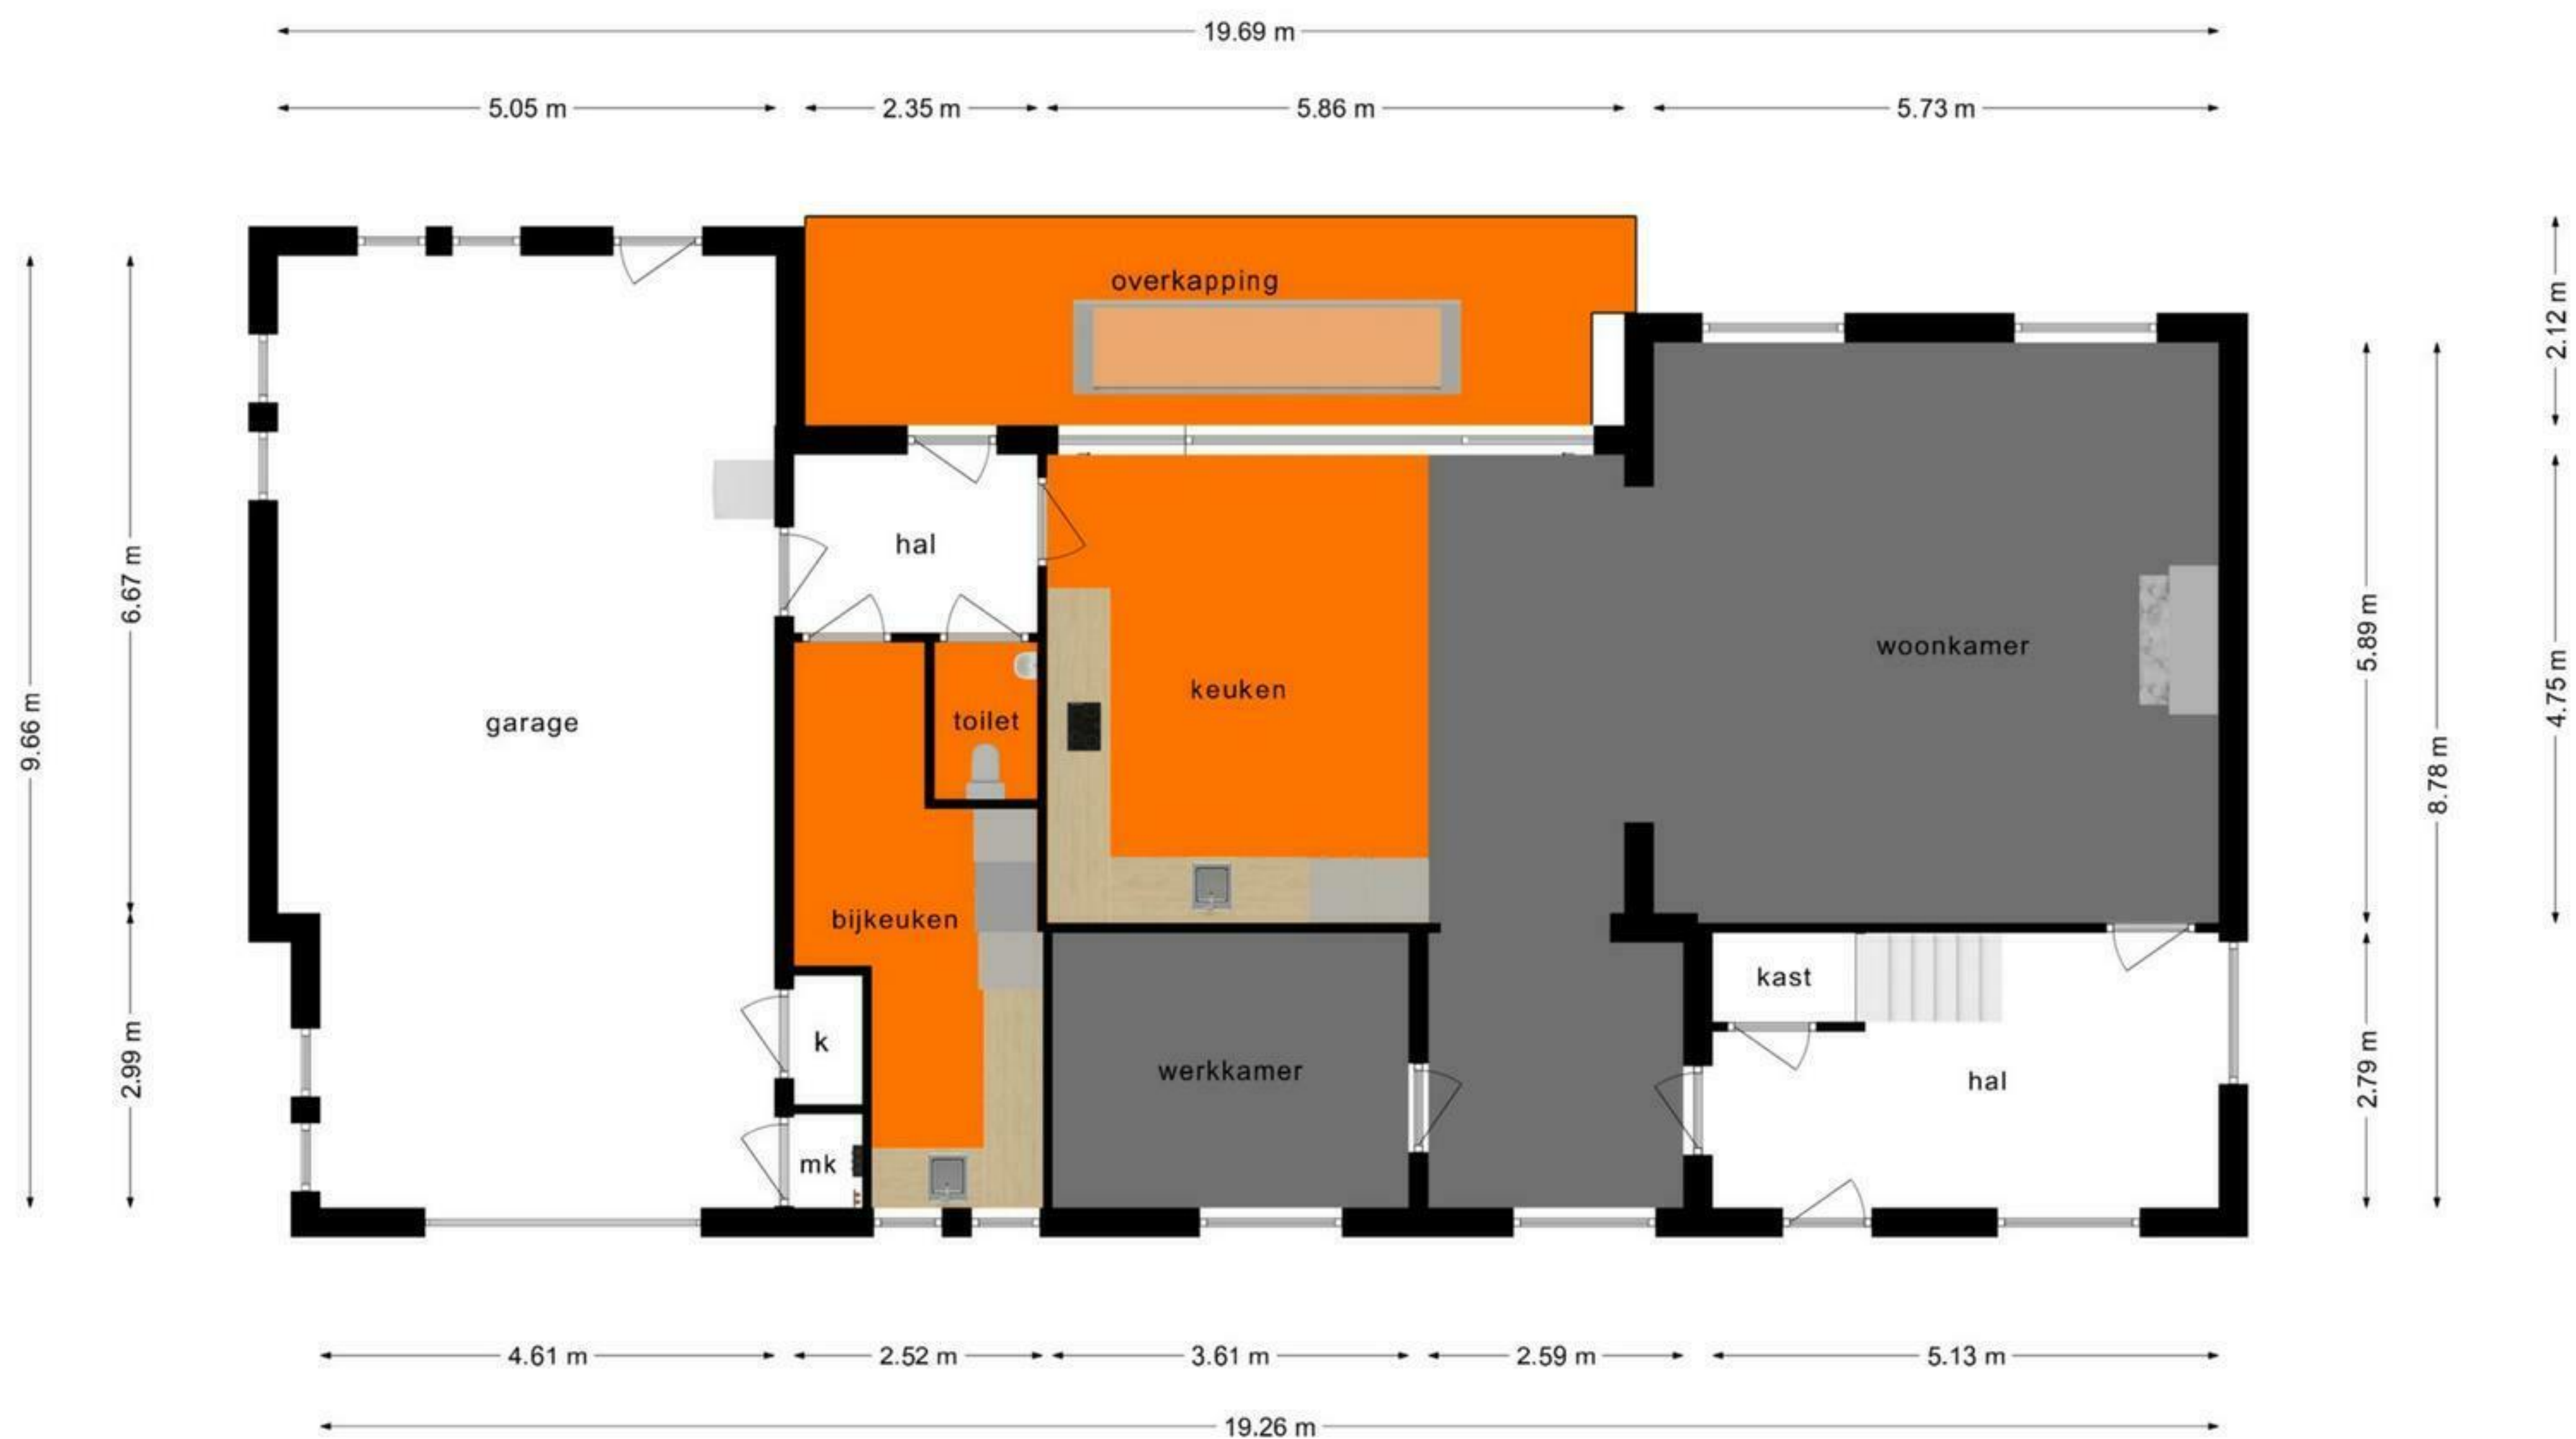 19.69 m
5.05 m
2.35 m
5.86 m
5.73 m
overkapping
2.12 m
hal
6.67 m
5.89 m
woonkamer
4.75 m
keuken
garage
toilet
9.66 m
8.78 m
bijkeuken
kast
k
2.99 m
werkkamer
hal
2.79 m
mk
4.61 m
2.52 m
3.61 m
2.59 m
5.13 m
19.26 m